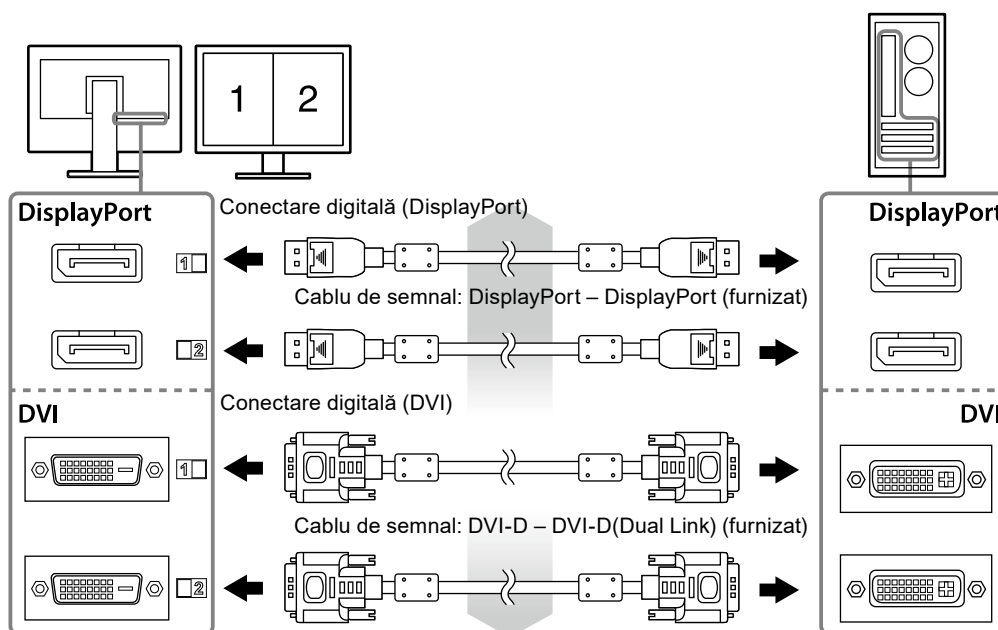 1 2
DisplayPort
Conectare digitală (DisplayPort)
DisplayPort
1
Cablu de semnal: DisplayPort – DisplayPort (furnizat)
2
DVI
Conectare digitală (DVI)
DVI
1
Cablu de semnal: DVI-D – DVI-D(Dual Link) (furnizat)
2